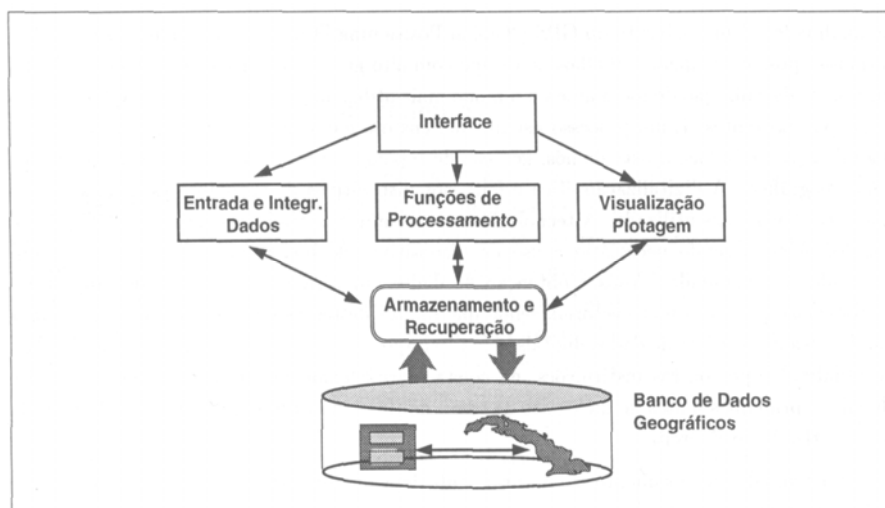 Interface
Entrada e Integr.
Dados
Funções de
Processamento
Visualização
Plotagem
Armazenamento e
Recuperação
Banco de Dados
Geográficos